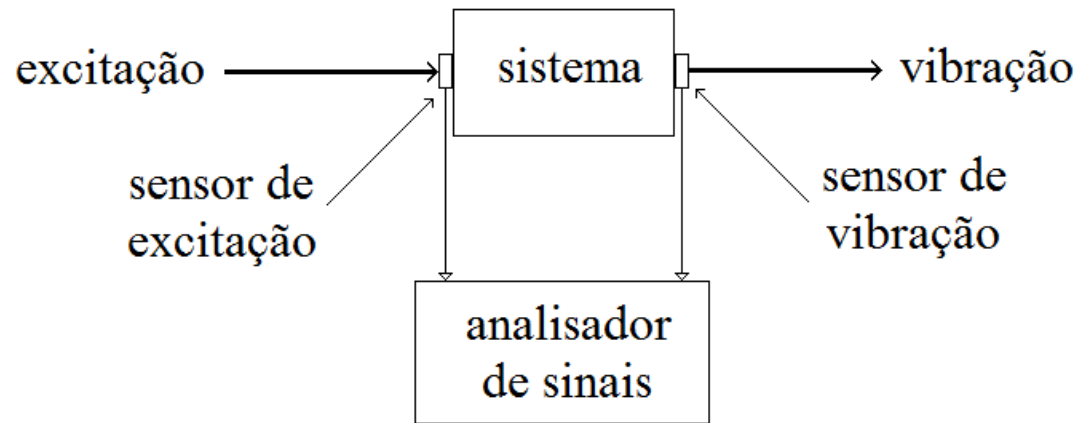 excitação
sistema
vibração
sensor de
excitação
sensor de
vibração
analisador
de sinais